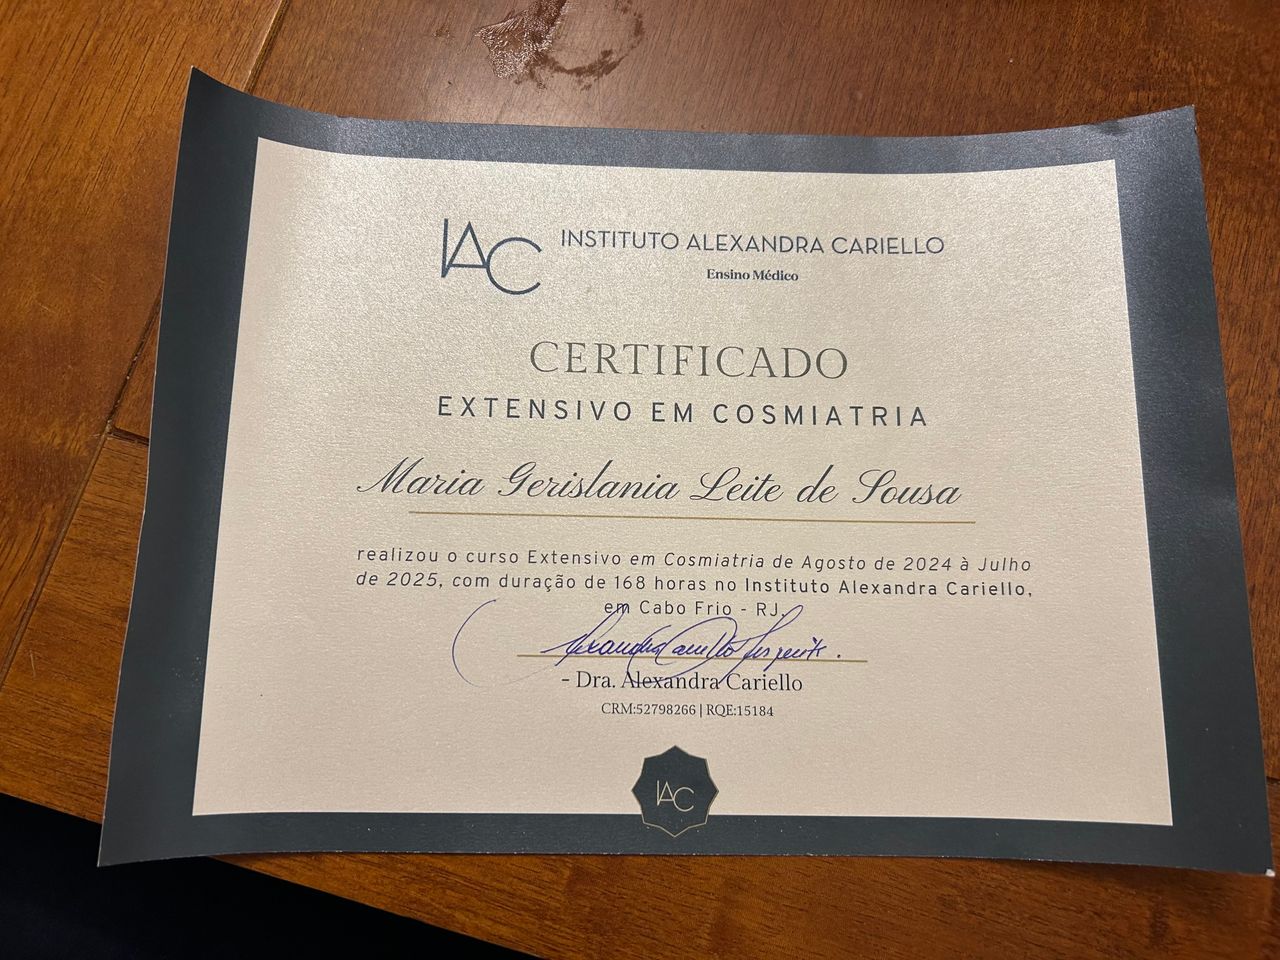 IAC INSTITUTO ALEXANDRA CARIELLO
Ensino Médico
CERTIFICADO
EXTENSIVO EM COSMIATRIA
Maria Gerislania Leite de Sousa
realizou o curso Extensivo em Cosmiatria de Agosto de 2024 à Julho
de 2025, com duração de 168 horas no Instituto Alexandra Cariello,
em Cabo Frio - RJ.
- Dra. Alexandra Cariello
CRM:52798266 | RQE:15184
IAC